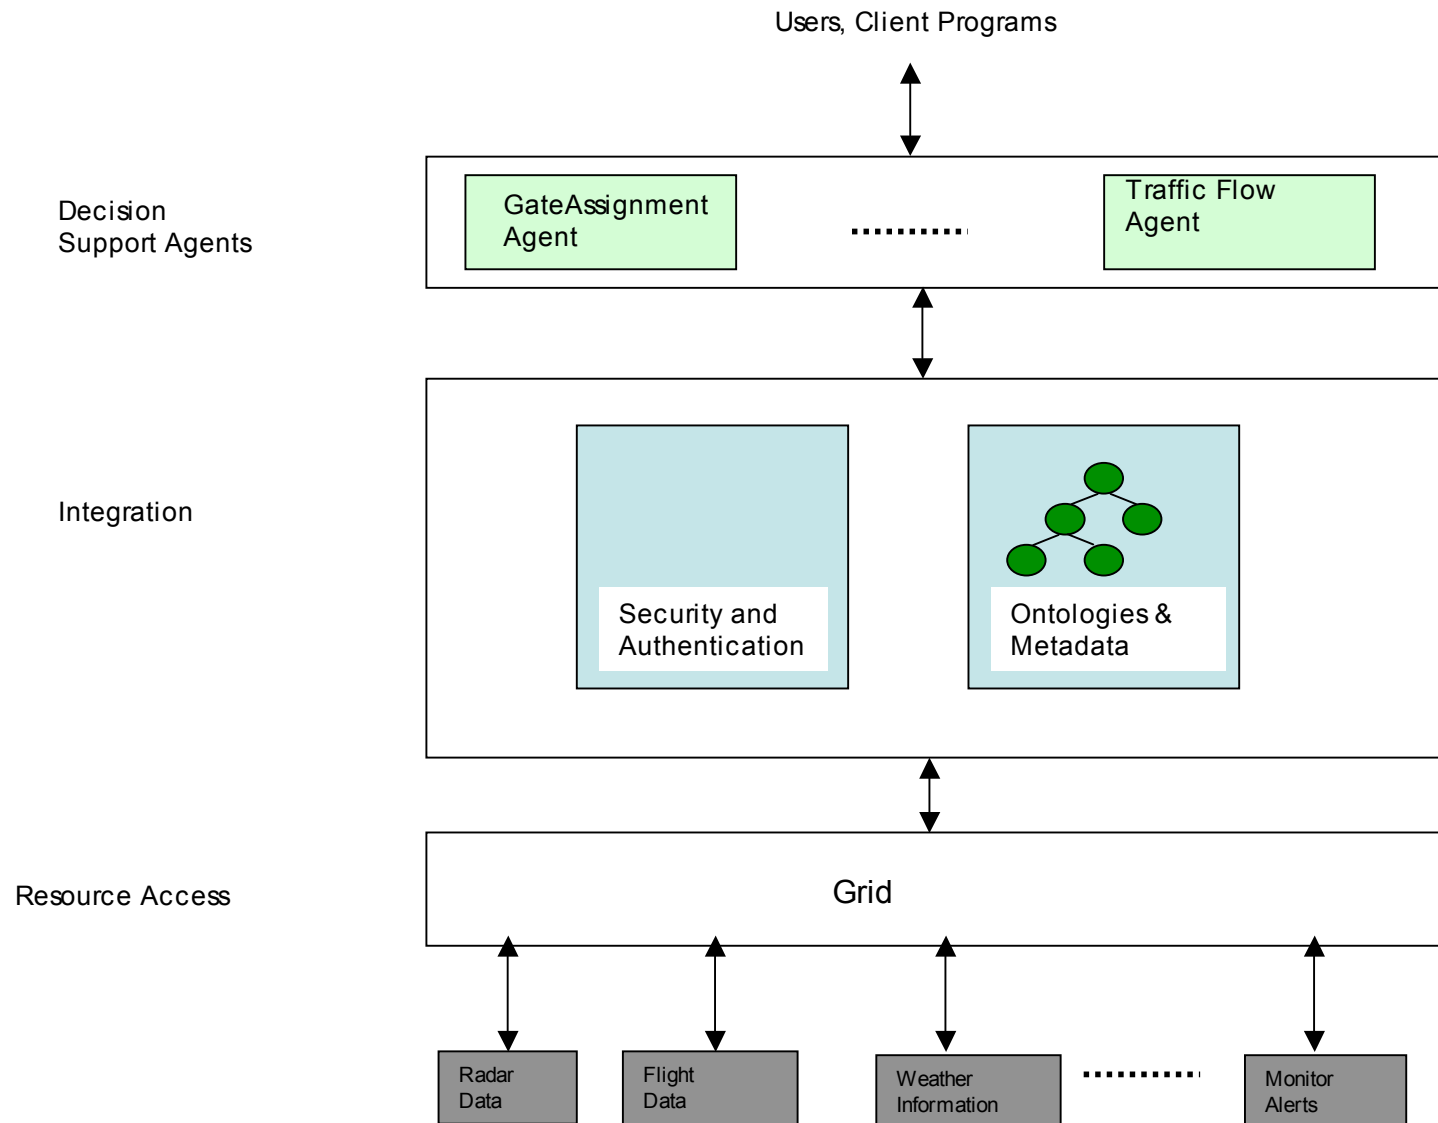 Users, Client Programs
Decision
Support Agents
GateAssignment
Agent
Traffic Flow
Agent
Integration
Security and
Authentication
Ontologies &
Metadata
Resource Access
Grid
Radar
Data
Flight
Data
Weather
Information
Monitor
Alerts